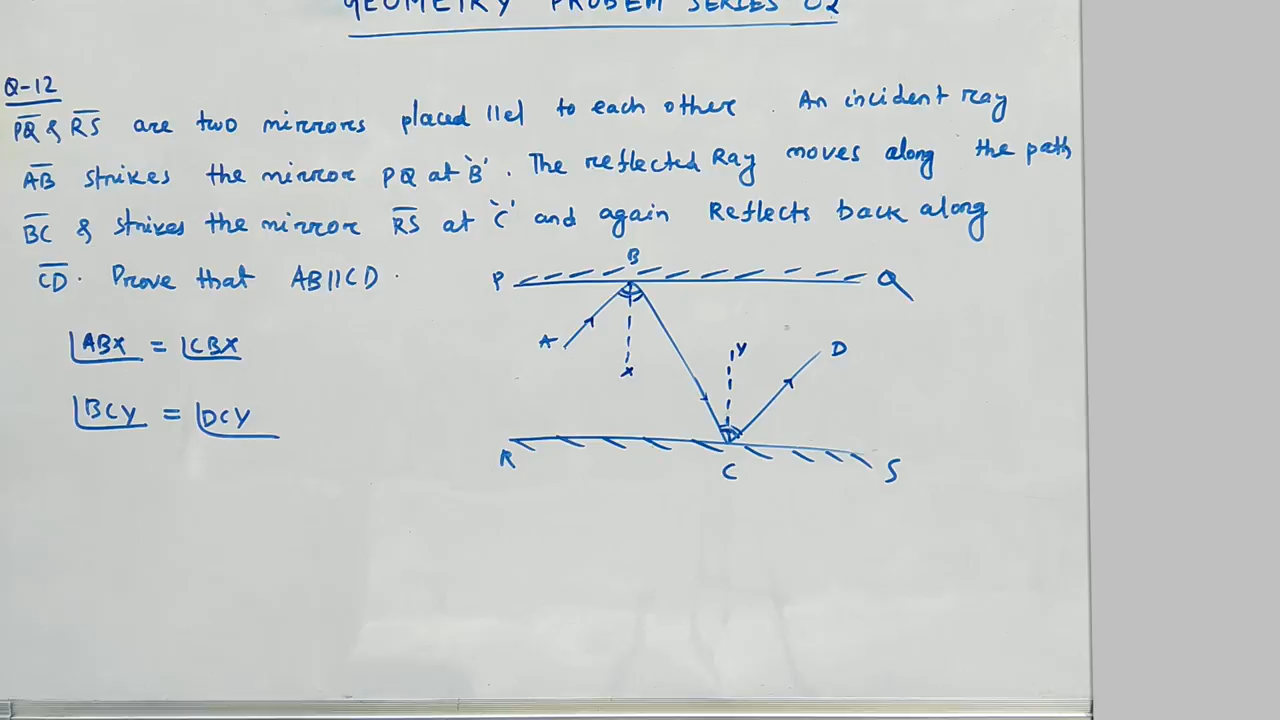 GEOMETRY PROBEM SERIES 02
Q-12
PQ & RS are two mirrors placed llel to each other. An incident ray
AB strikes the mirror PQ at 'B'. The reflected Ray moves along the path
BC & strikes the mirror RS at 'C' and again Reflects back along
CD. Prove that AB||CD.
B
P Q
∠ABX = ∠CBX
A X Y D
∠BCY = ∠DCY
R C S